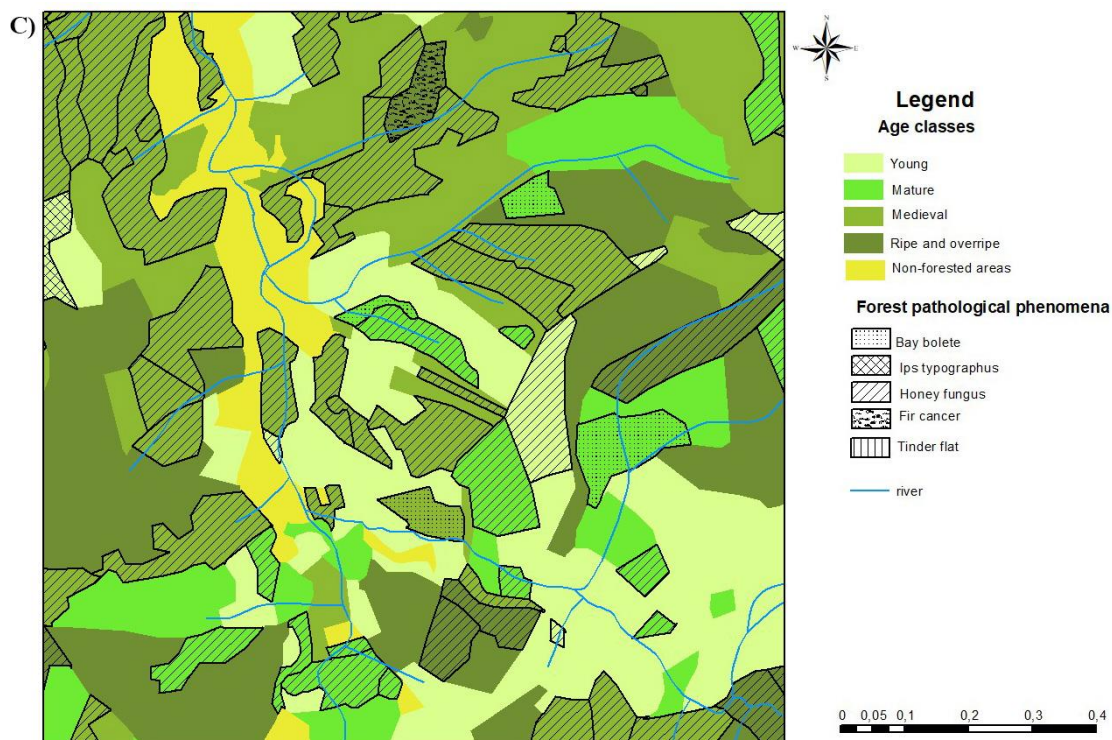 C)
N
W E
S
Legend
Age classes
Young
Mature
Medieval
Ripe and overripe
Non-forested areas
Forest pathological phenomena
Bay bolete
Ips typographus
Honey fungus
Fir cancer
Tinder flat
river
0 0,05 0,1 0,2 0,3 0,4